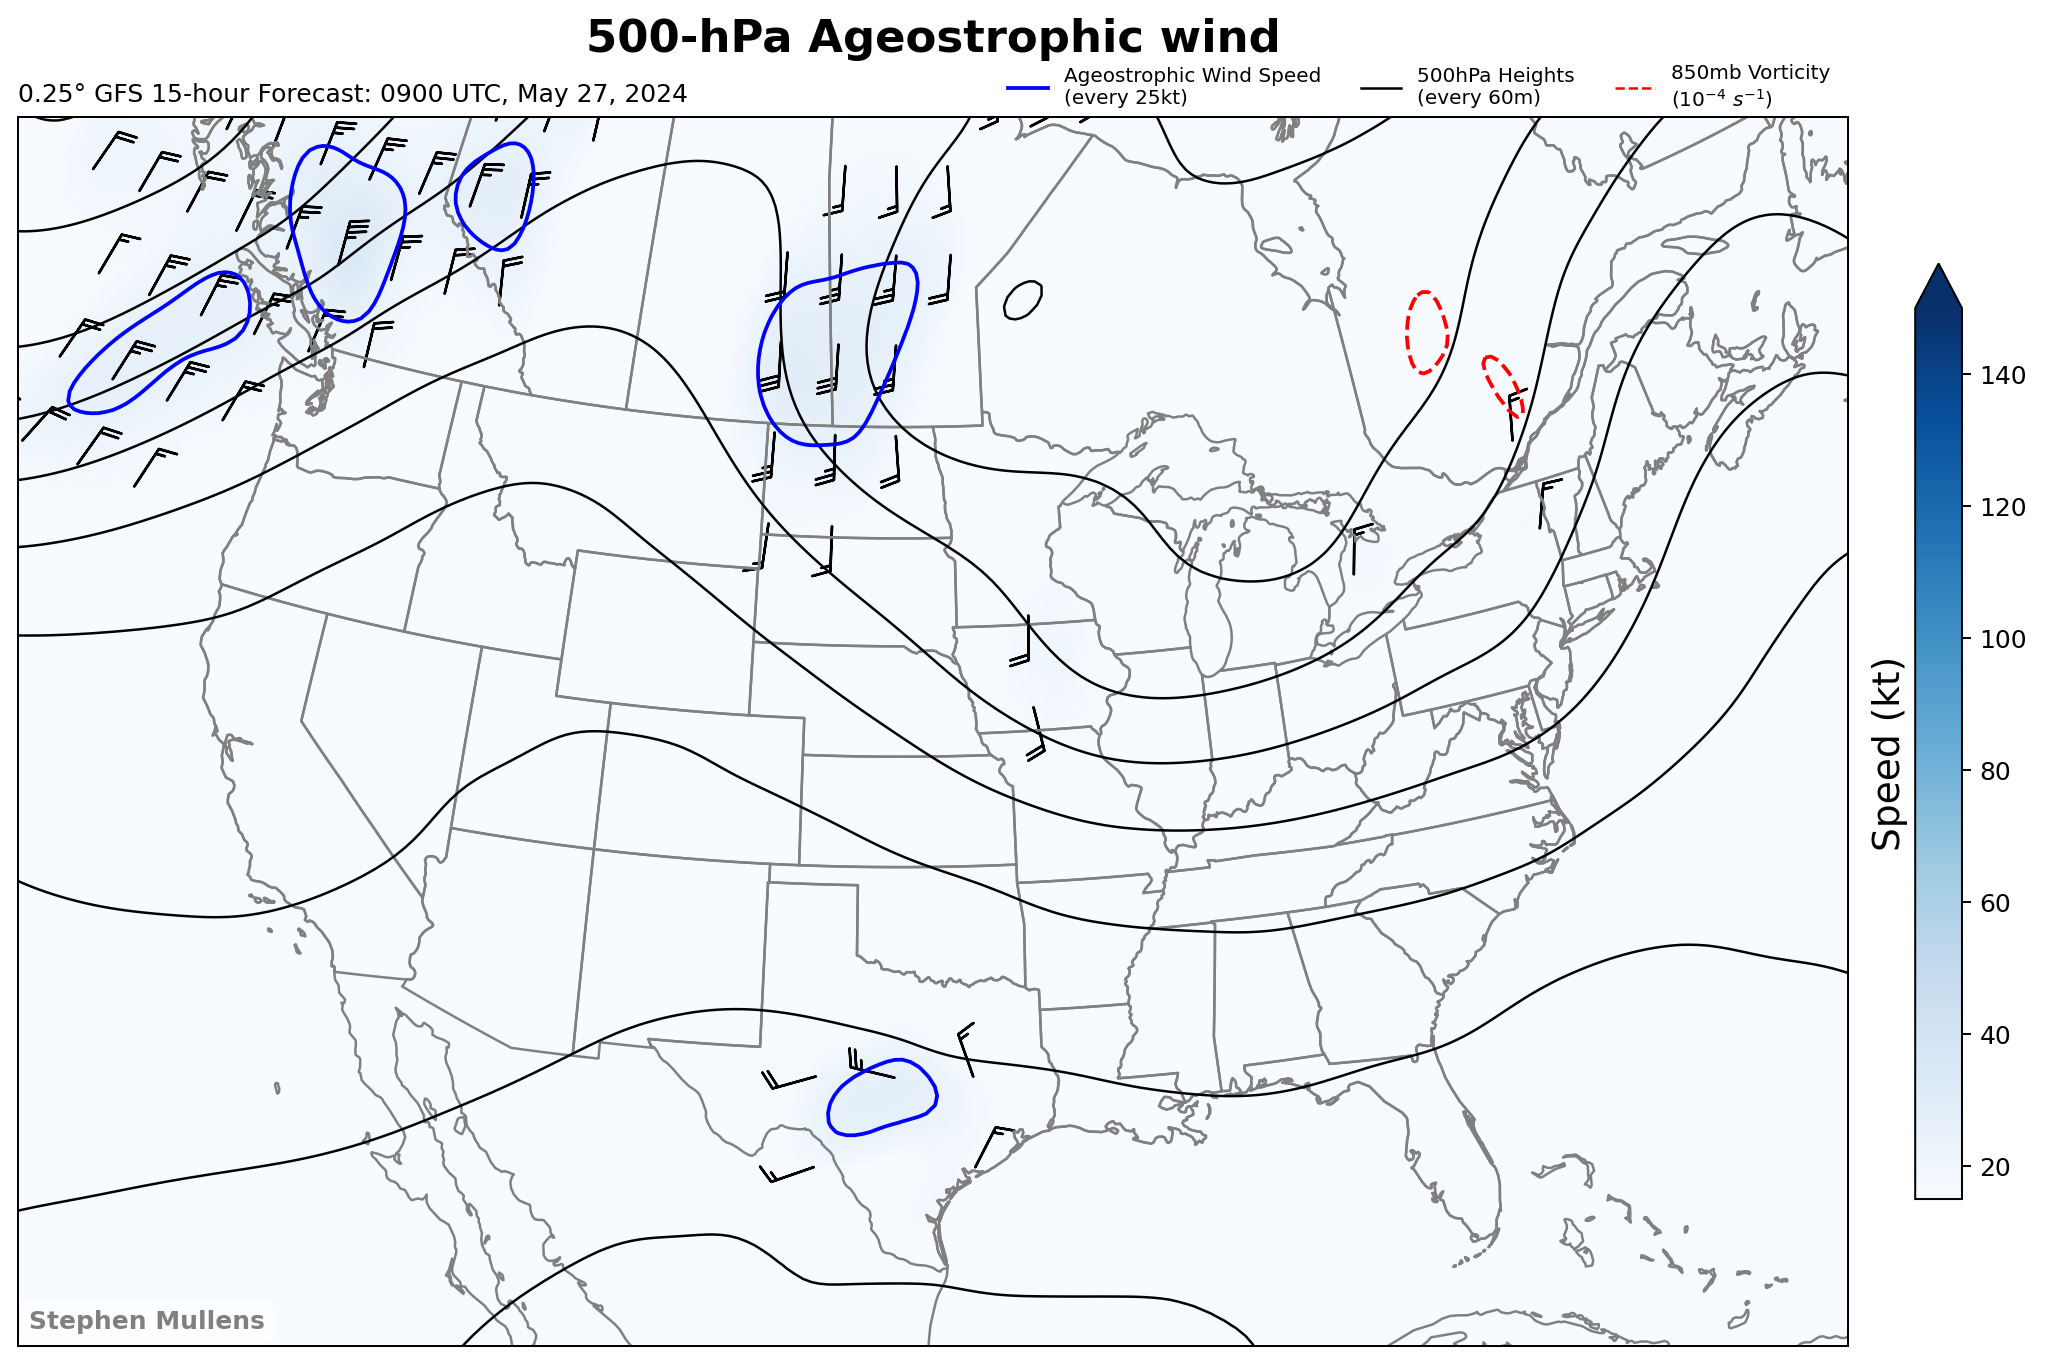 500-hPa Ageostrophic wind
0.25° GFS 15-hour Forecast: 0900 UTC, May 27, 2024
Ageostrophic Wind Speed
(every 25kt)
500hPa Heights
(every 60m)
850mb Vorticity
(10⁻⁴ s⁻¹)
140
120
100
80
60
40
20
Speed (kt)
Stephen Mullens